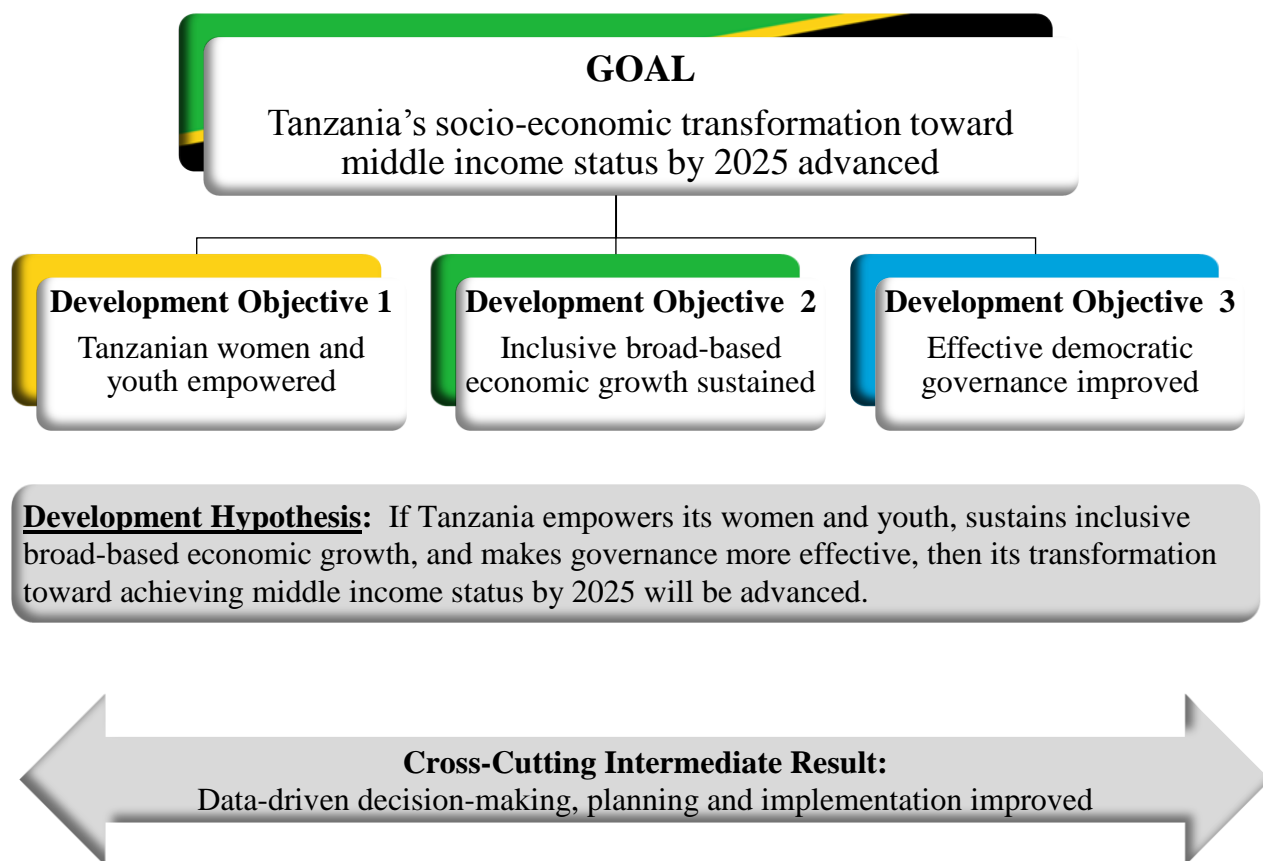 GOAL
Tanzania’s socio-economic transformation toward
middle income status by 2025 advanced
Development Objective 1
Tanzanian women and
youth empowered
Development Objective  2
Inclusive broad-based
economic growth sustained
Development Objective  3
Effective democratic
governance improved
Development Hypothesis:  If Tanzania empowers its women and youth, sustains inclusive
broad-based economic growth, and makes governance more effective, then its transformation
toward achieving middle income status by 2025 will be advanced.
Cross-Cutting Intermediate Result:
Data-driven decision-making, planning and implementation improved